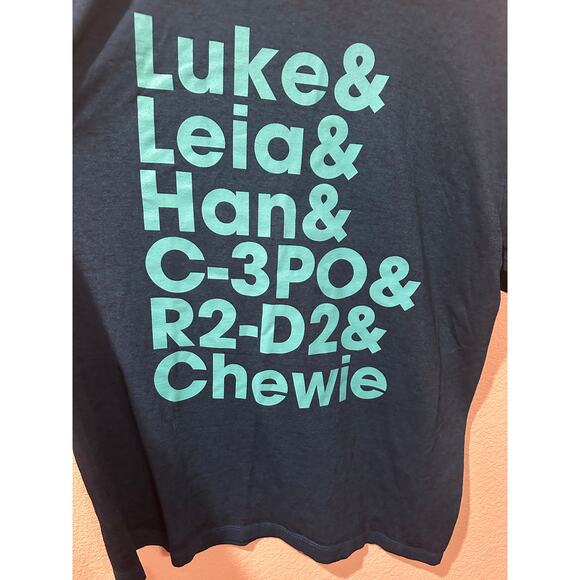 Luke&
Leia&
Han&
C-3PO&
R2-D2&
Chewie